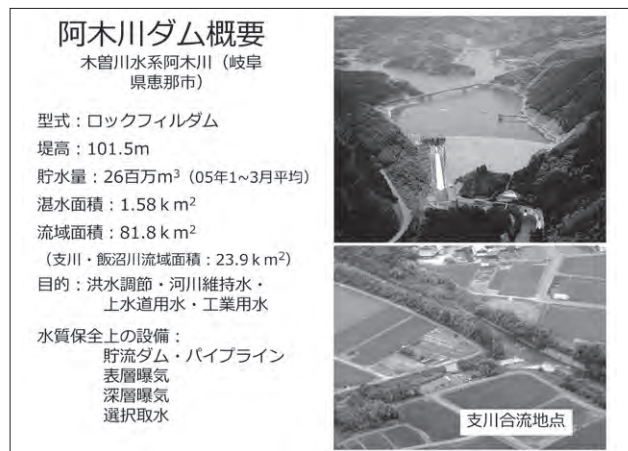 阿木川ダム概要
木曽川水系阿木川（岐阜
県恵那市）
型式：ロックフィルダム
堤高：101.5m
貯水量：26百万m³（05年1~3月平均）
湛水面積：1.58ｋm²
流域面積：81.8ｋm²
（支川・飯沼川流域面積：23.9ｋm²）
目的：洪水調節・河川維持水・
上水道用水・工業用水
水質保全上の設備：
貯流ダム・パイプライン
表層曝気
深層曝気
選択取水
支川合流地点